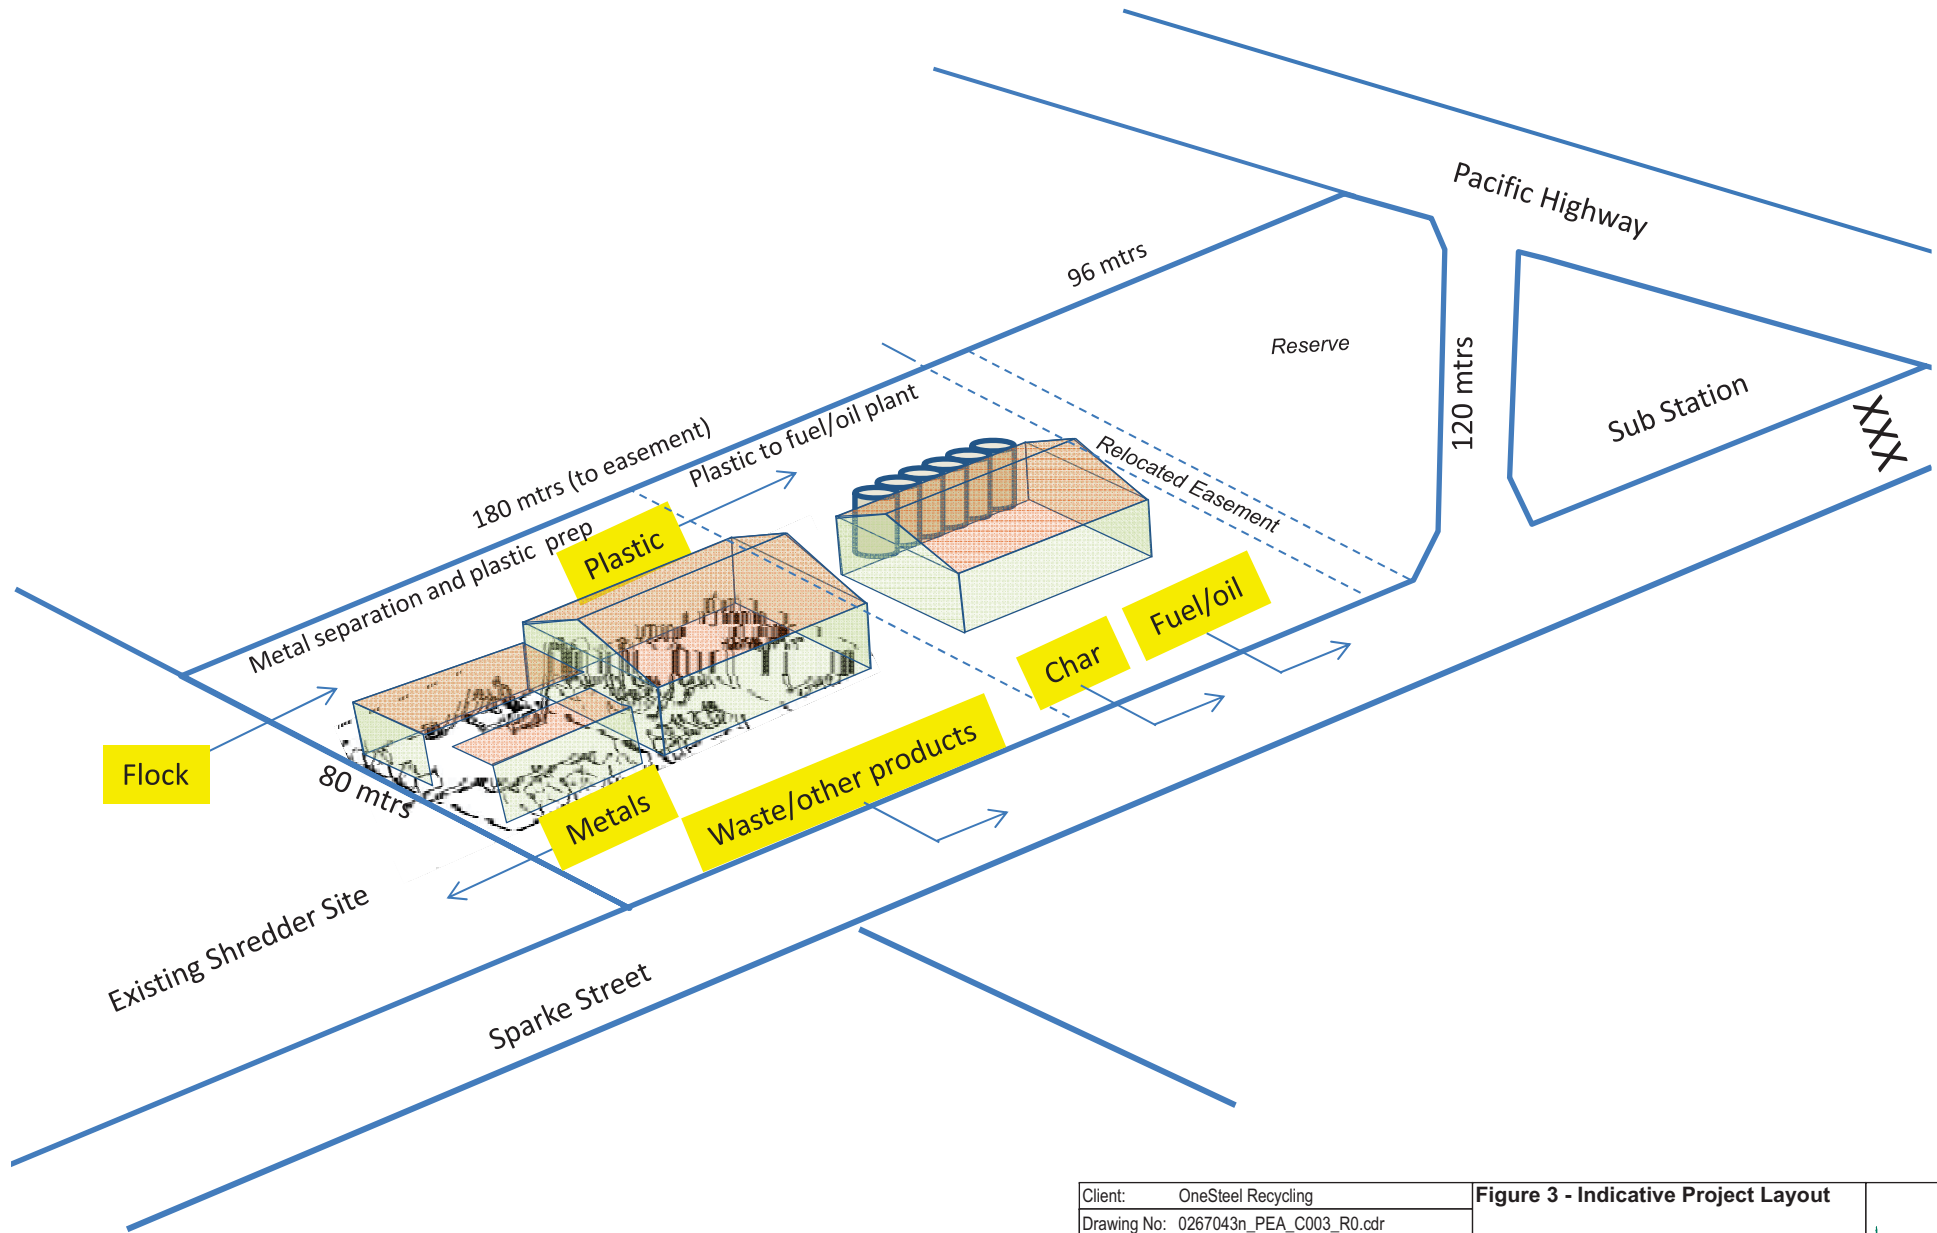 Pacific Highway
96 mtrs
Reserve
120 mtrs
Sub Station
XXX
180 mtrs (to easement)
Plastic to fuel/oil plant
Relocated Easement
Metal separation and plastic  prep
Plastic
Fuel/oil
Char
Flock
80 mtrs
Metals
Waste/other products
Existing Shredder Site
Sparke Street
Client: OneSteel Recycling
Drawing No: 0267043n_PEA_C003_R0.cdr
Figure 3 - Indicative Project Layout